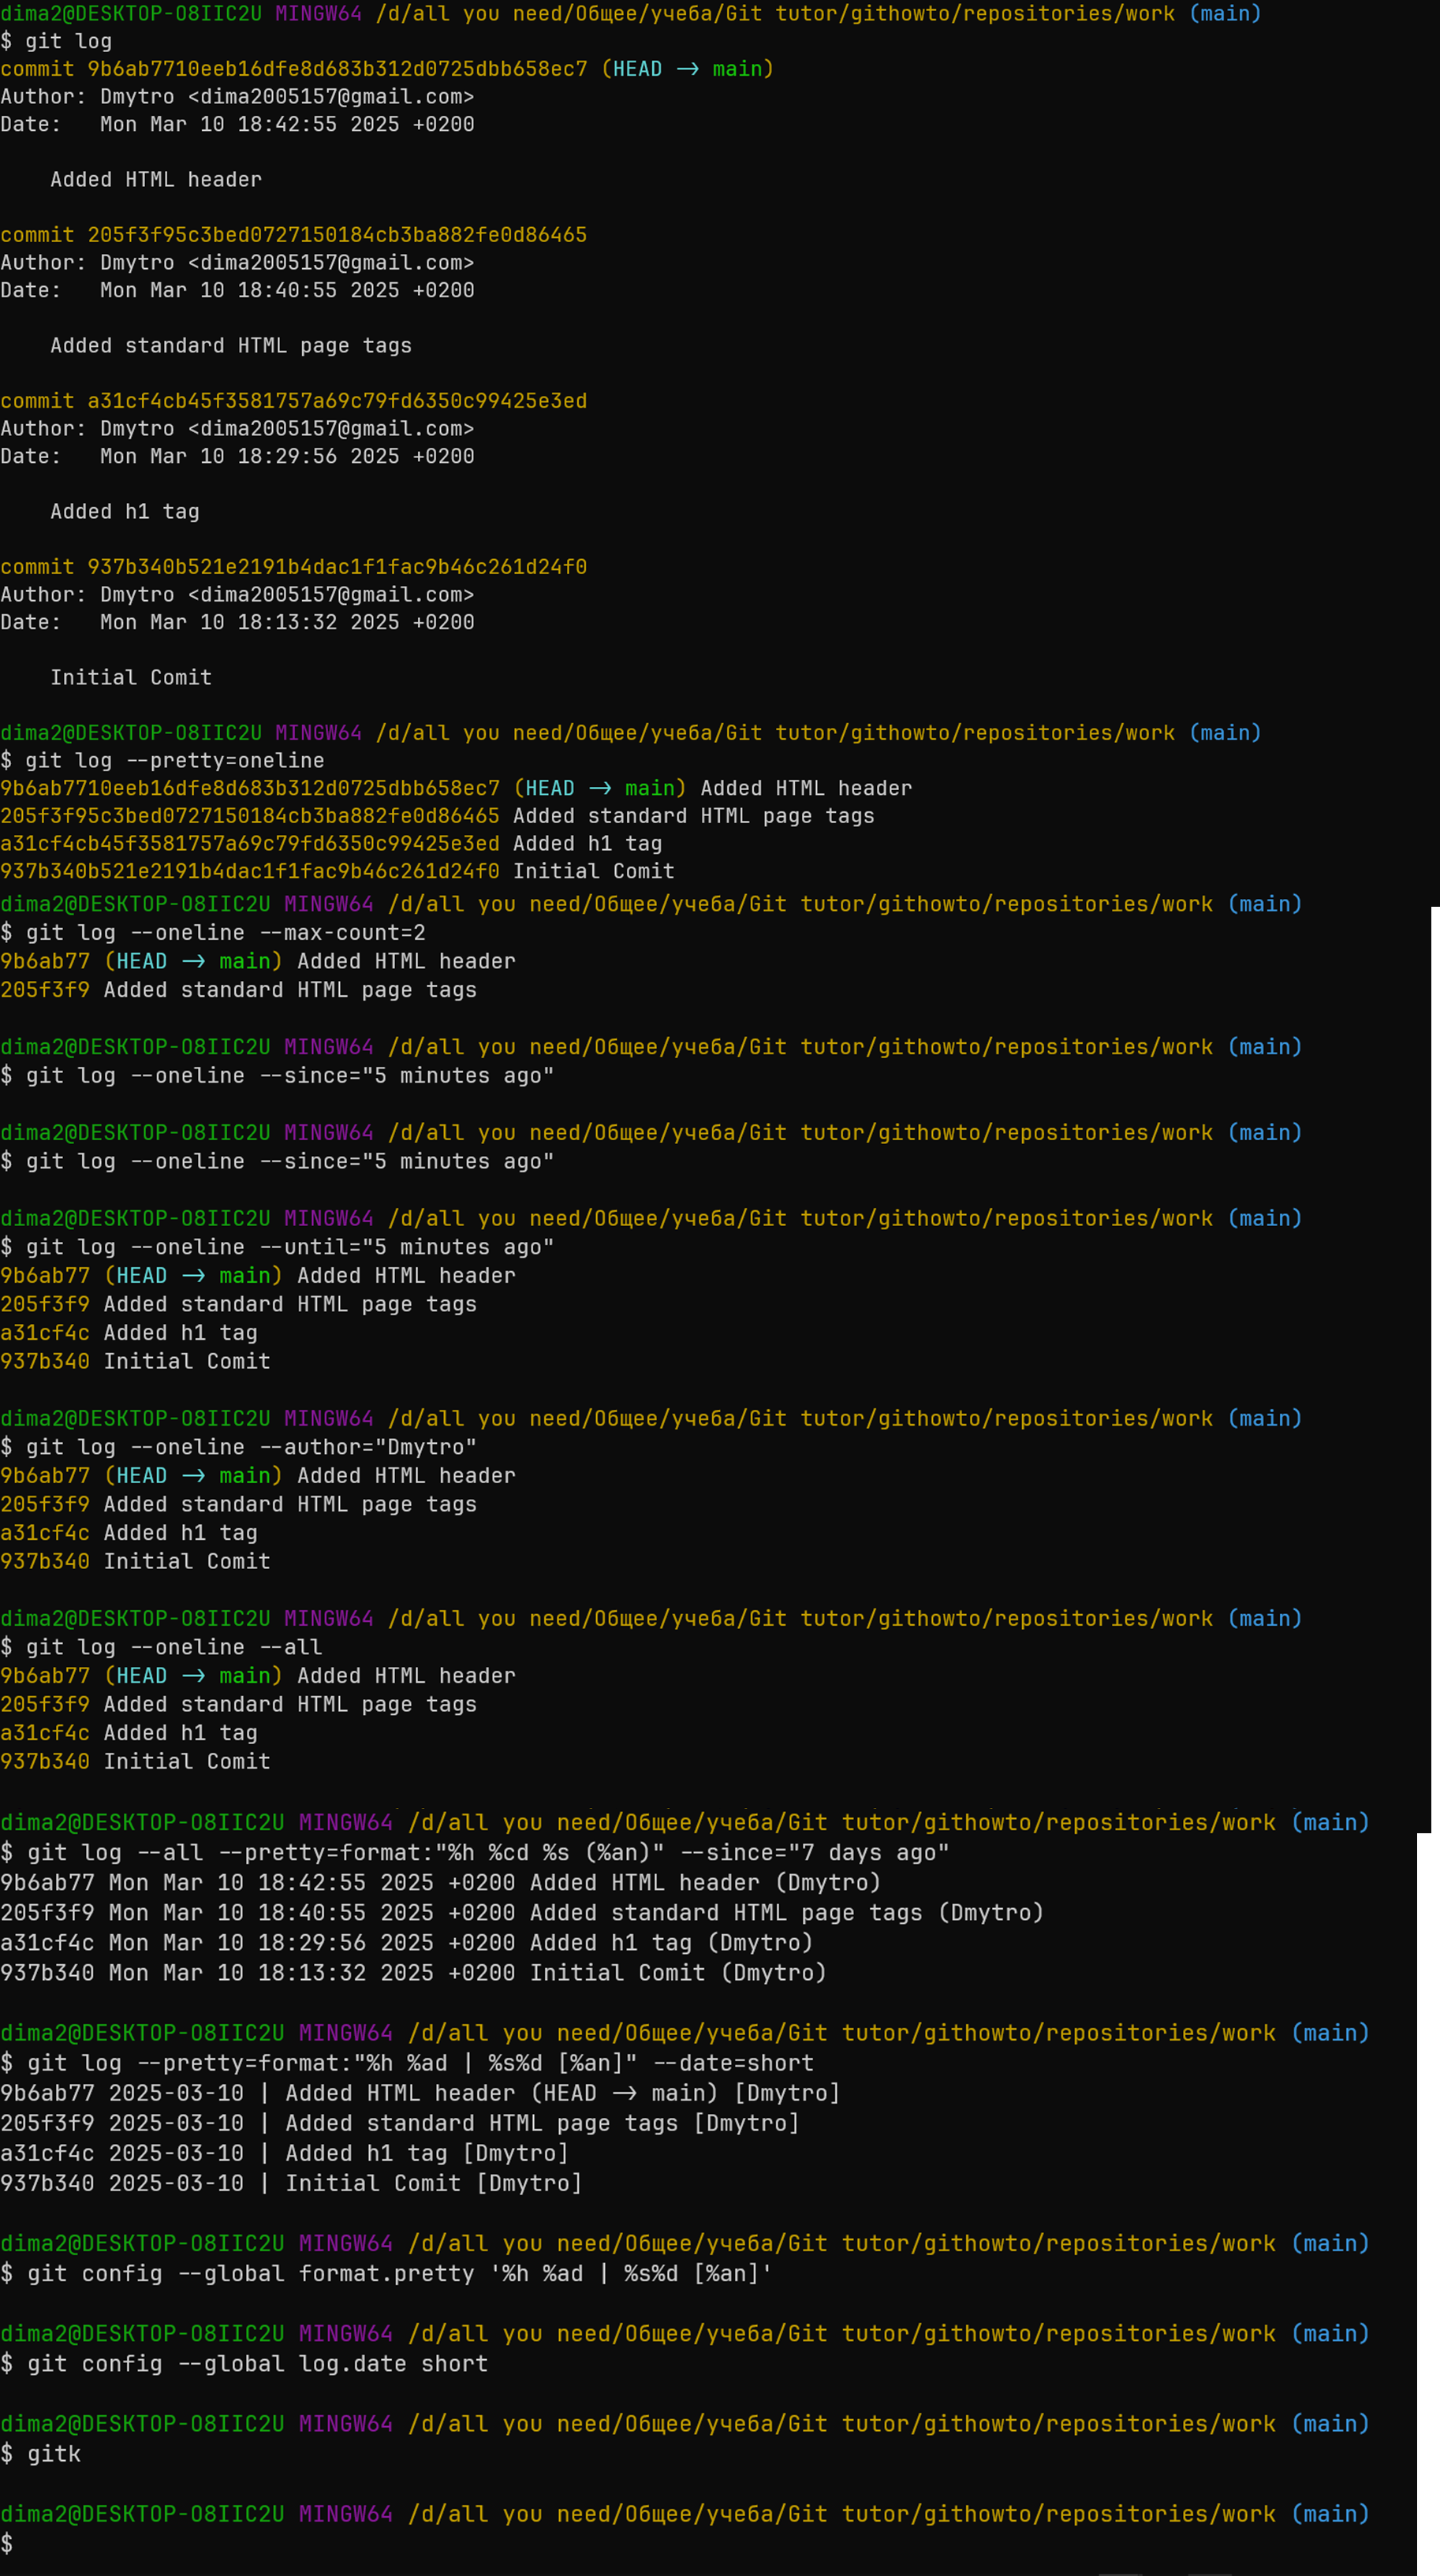 dima2@DESKTOP-O8IIC2U MINGW64 /d/all you need/Общее/учеба/Git tutor/githowto/repositories/work (main)
$ git log
commit 9b6ab7710eeb16dfe8d683b312d0725dbb658ec7 (HEAD -> main)
Author: Dmytro <dima2005157@gmail.com>
Date:   Mon Mar 10 18:42:55 2025 +0200

    Added HTML header

commit 205f3f95c3bed0727150184cb3ba882fe0d86465
Author: Dmytro <dima2005157@gmail.com>
Date:   Mon Mar 10 18:40:55 2025 +0200

    Added standard HTML page tags

commit a31cf4cb45f3581757a69c79fd6350c99425e3ed
Author: Dmytro <dima2005157@gmail.com>
Date:   Mon Mar 10 18:29:56 2025 +0200

    Added h1 tag

commit 937b340b521e2191b4dac1f1fac9b46c261d24f0
Author: Dmytro <dima2005157@gmail.com>
Date:   Mon Mar 10 18:13:32 2025 +0200

    Initial Comit

dima2@DESKTOP-O8IIC2U MINGW64 /d/all you need/Общее/учеба/Git tutor/githowto/repositories/work (main)
$ git log --pretty=oneline
9b6ab7710eeb16dfe8d683b312d0725dbb658ec7 (HEAD -> main) Added HTML header
205f3f95c3bed0727150184cb3ba882fe0d86465 Added standard HTML page tags
a31cf4cb45f3581757a69c79fd6350c99425e3ed Added h1 tag
937b340b521e2191b4dac1f1fac9b46c261d24f0 Initial Comit
dima2@DESKTOP-O8IIC2U MINGW64 /d/all you need/Общее/учеба/Git tutor/githowto/repositories/work (main)
$ git log --oneline --max-count=2
9b6ab77 (HEAD -> main) Added HTML header
205f3f9 Added standard HTML page tags

dima2@DESKTOP-O8IIC2U MINGW64 /d/all you need/Общее/учеба/Git tutor/githowto/repositories/work (main)
$ git log --oneline --since="5 minutes ago"

dima2@DESKTOP-O8IIC2U MINGW64 /d/all you need/Общее/учеба/Git tutor/githowto/repositories/work (main)
$ git log --oneline --since="5 minutes ago"

dima2@DESKTOP-O8IIC2U MINGW64 /d/all you need/Общее/учеба/Git tutor/githowto/repositories/work (main)
$ git log --oneline --until="5 minutes ago"
9b6ab77 (HEAD -> main) Added HTML header
205f3f9 Added standard HTML page tags
a31cf4c Added h1 tag
937b340 Initial Comit

dima2@DESKTOP-O8IIC2U MINGW64 /d/all you need/Общее/учеба/Git tutor/githowto/repositories/work (main)
$ git log --oneline --author="Dmytro"
9b6ab77 (HEAD -> main) Added HTML header
205f3f9 Added standard HTML page tags
a31cf4c Added h1 tag
937b340 Initial Comit

dima2@DESKTOP-O8IIC2U MINGW64 /d/all you need/Общее/учеба/Git tutor/githowto/repositories/work (main)
$ git log --oneline --all
9b6ab77 (HEAD -> main) Added HTML header
205f3f9 Added standard HTML page tags
a31cf4c Added h1 tag
937b340 Initial Comit

dima2@DESKTOP-O8IIC2U MINGW64 /d/all you need/Общее/учеба/Git tutor/githowto/repositories/work (main)
$ git log --all --pretty=format:"%h %cd %s (%an)" --since="7 days ago"
9b6ab77 Mon Mar 10 18:42:55 2025 +0200 Added HTML header (Dmytro)
205f3f9 Mon Mar 10 18:40:55 2025 +0200 Added standard HTML page tags (Dmytro)
a31cf4c Mon Mar 10 18:29:56 2025 +0200 Added h1 tag (Dmytro)
937b340 Mon Mar 10 18:13:32 2025 +0200 Initial Comit (Dmytro)

dima2@DESKTOP-O8IIC2U MINGW64 /d/all you need/Общее/учеба/Git tutor/githowto/repositories/work (main)
$ git log --pretty=format:"%h %ad | %s%d [%an]" --date=short
9b6ab77 2025-03-10 | Added HTML header (HEAD -> main) [Dmytro]
205f3f9 2025-03-10 | Added standard HTML page tags [Dmytro]
a31cf4c 2025-03-10 | Added h1 tag [Dmytro]
937b340 2025-03-10 | Initial Comit [Dmytro]

dima2@DESKTOP-O8IIC2U MINGW64 /d/all you need/Общее/учеба/Git tutor/githowto/repositories/work (main)
$ git config --global format.pretty '%h %ad | %s%d [%an]'

dima2@DESKTOP-O8IIC2U MINGW64 /d/all you need/Общее/учеба/Git tutor/githowto/repositories/work (main)
$ git config --global log.date short

dima2@DESKTOP-O8IIC2U MINGW64 /d/all you need/Общее/учеба/Git tutor/githowto/repositories/work (main)
$ gitk

dima2@DESKTOP-O8IIC2U MINGW64 /d/all you need/Общее/учеба/Git tutor/githowto/repositories/work (main)
$